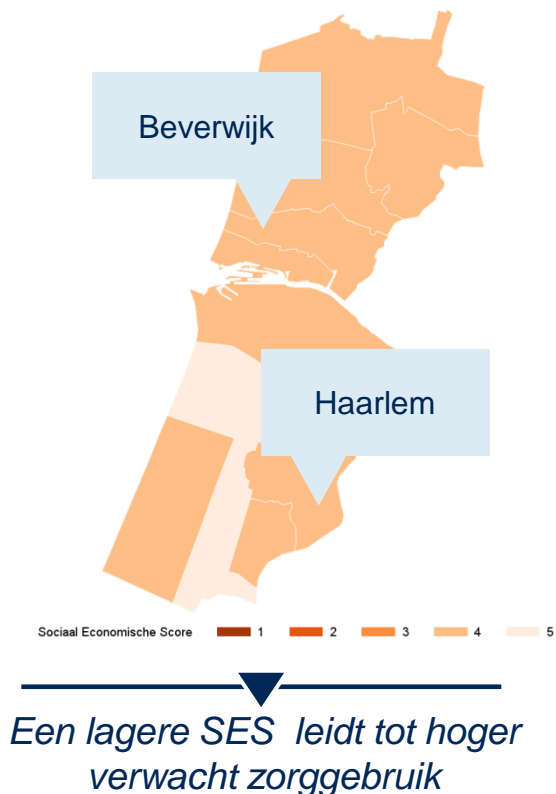 Beverwijk
Haarlem
Sociaal Economische Score 1 2 3 4 5
Een lagere SES leidt tot hoger
verwacht zorggebruik